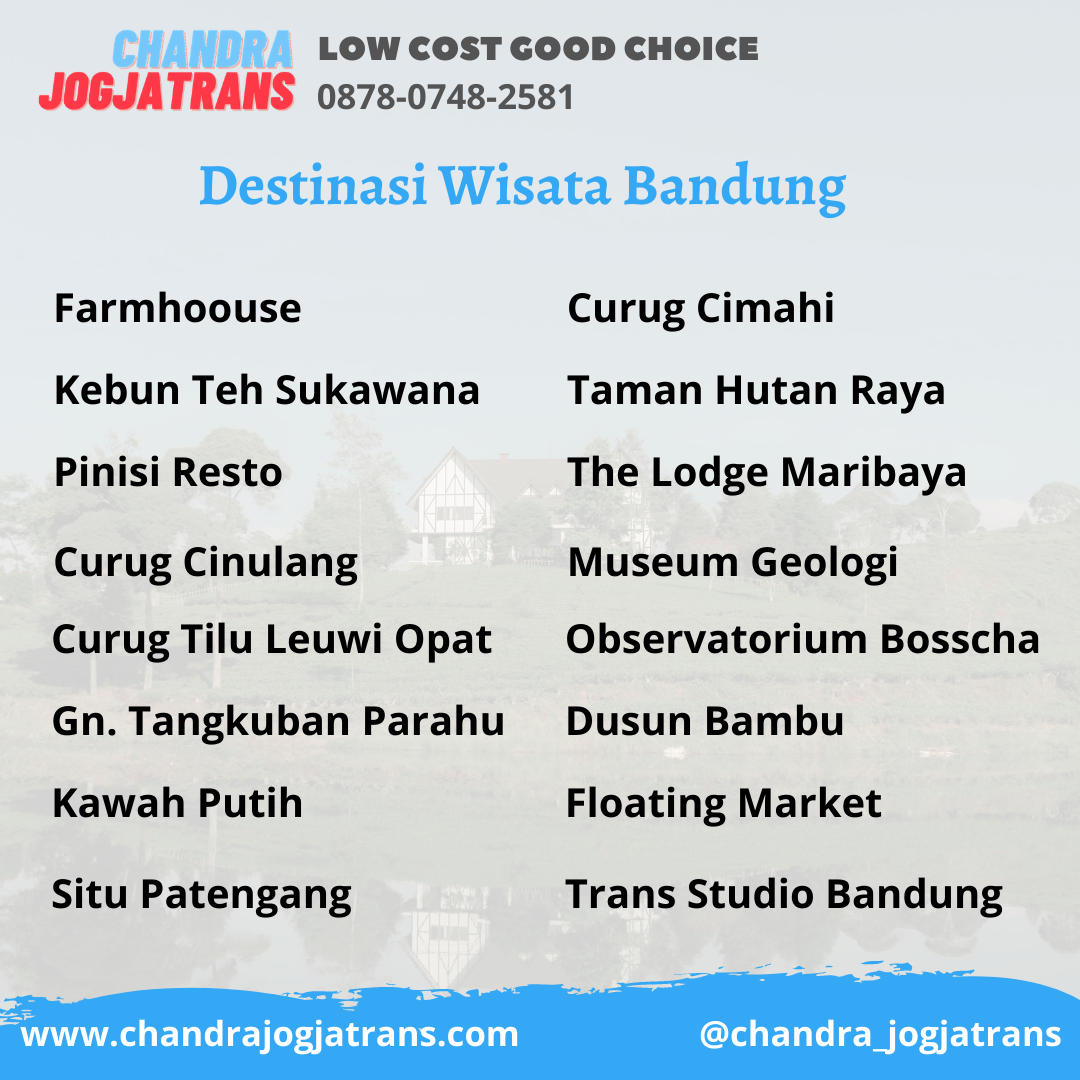 CHANDRA
JOGJATRANS
LOW COST GOOD CHOICE
0878-0748-2581
Destinasi Wisata Bandung
Farmhoouse
Kebun Teh Sukawana
Pinisi Resto
Curug Cinulang
Curug Tilu Leuwi Opat
Gn. Tangkuban Parahu
Kawah Putih
Situ Patengang
Curug Cimahi
Taman Hutan Raya
The Lodge Maribaya
Museum Geologi
Observatorium Bosscha
Dusun Bambu
Floating Market
Trans Studio Bandung
www.chandrajogjatrans.com
@chandra_jogjatrans